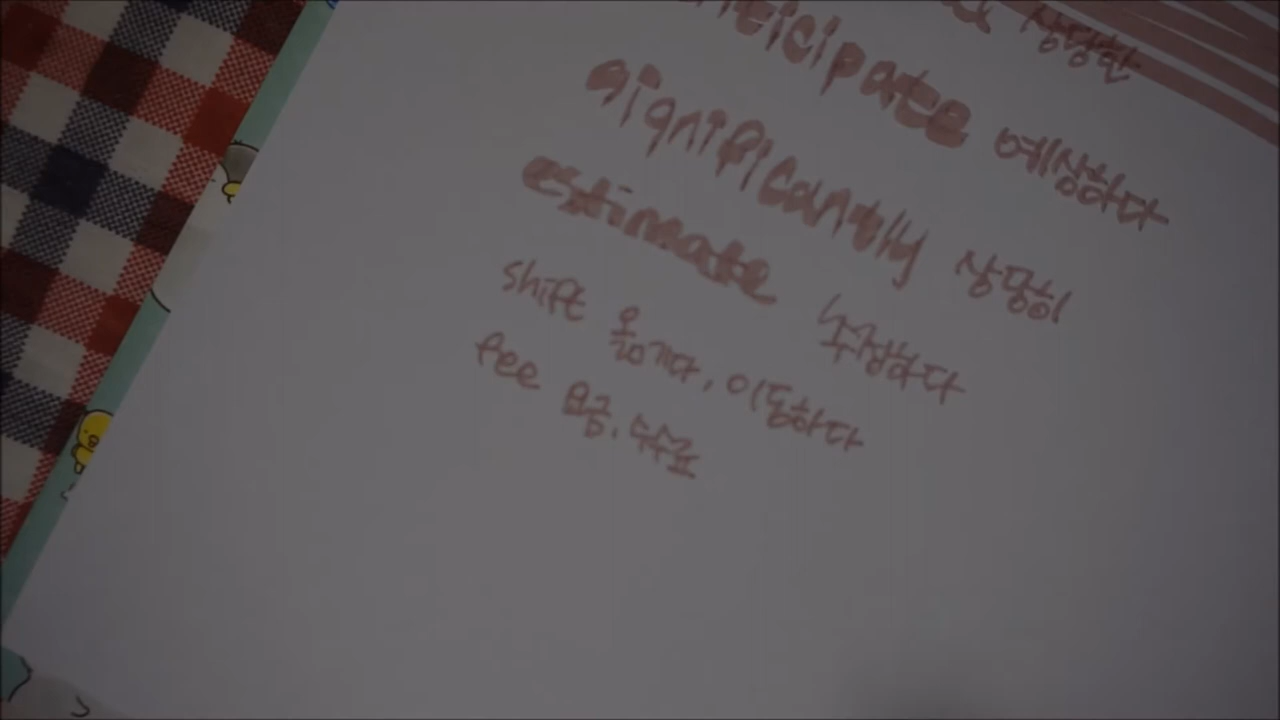 상당한
nticipate 예상하다
significantly 상당히
estimate 추정하다
shift 옮기다, 이동하다
fee 요금, 수수료